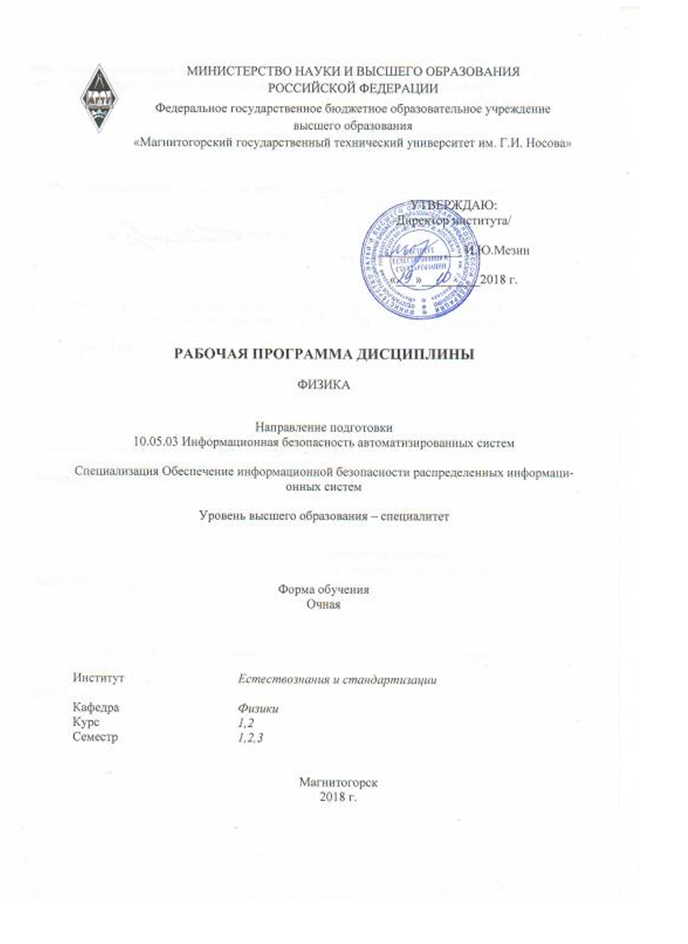 МИНИСТЕРСТВО НАУКИ И ВЫСШЕГО ОБРАЗОВАНИЯ
РОССИЙСКОЙ ФЕДЕРАЦИИ
Федеральное государственное бюджетное образовательное учреждение
высшего образования
«Магнитогорский государственный технический университет им. Г.И. Носова»
УТВЕРЖДАЮ:
Директор института/
И.Ю.Мезин
«19» 10 2018 г.
РАБОЧАЯ ПРОГРАММА ДИСЦИПЛИНЫ
ФИЗИКА
Направление подготовки
10.05.03 Информационная безопасность автоматизированных систем
Специализация Обеспечение информационной безопасности распределенных информаци-
онных систем
Уровень высшего образования – специалитет
Форма обучения
Очная
Институт Естествознания и стандартизации
Кафедра Физики
Курс 1,2
Семестр 1,2,3
Магнитогорск
2018 г.